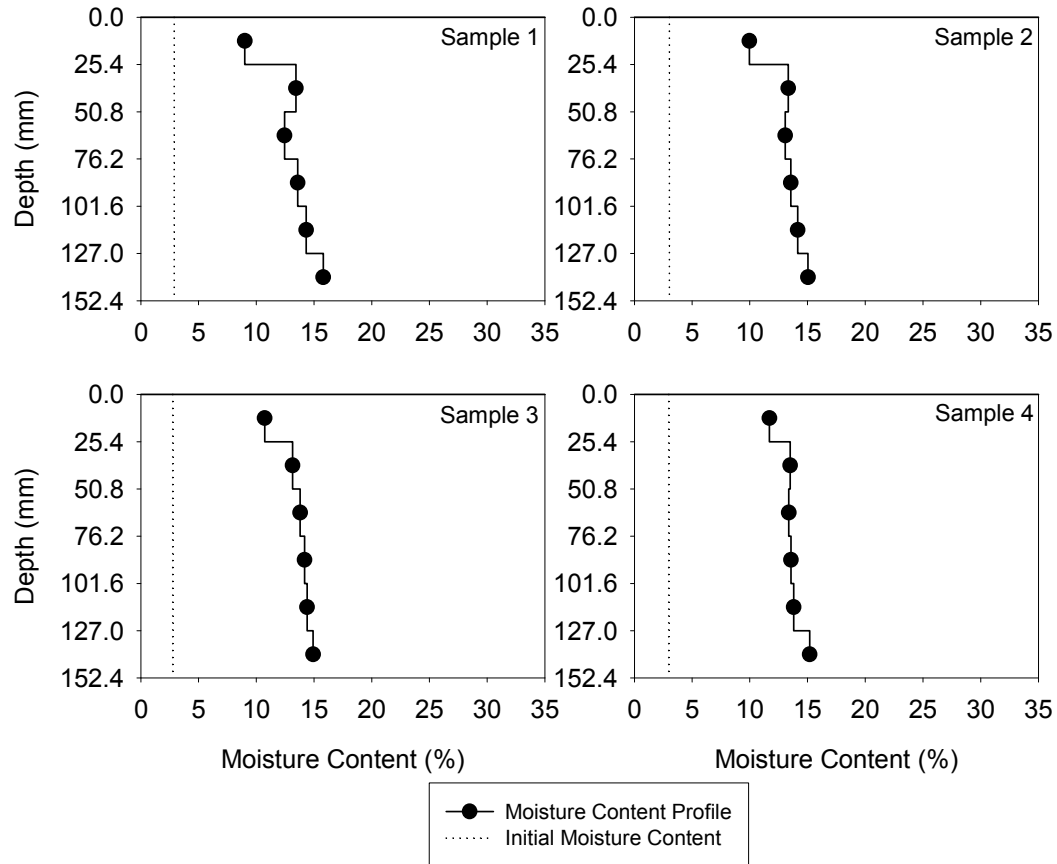 Sample 1
Depth (mm)
0.0
25.4
50.8
76.2
101.6
127.0
152.4
0 5 10 15 20 25 30 35
Sample 2
0.0
25.4
50.8
76.2
101.6
127.0
152.4
0 5 10 15 20 25 30 35
Sample 3
Depth (mm)
0.0
25.4
50.8
76.2
101.6
127.0
152.4
0 5 10 15 20 25 30 35
Moisture Content (%)
Sample 4
0.0
25.4
50.8
76.2
101.6
127.0
152.4
0 5 10 15 20 25 30 35
Moisture Content (%)
Moisture Content Profile
Initial Moisture Content